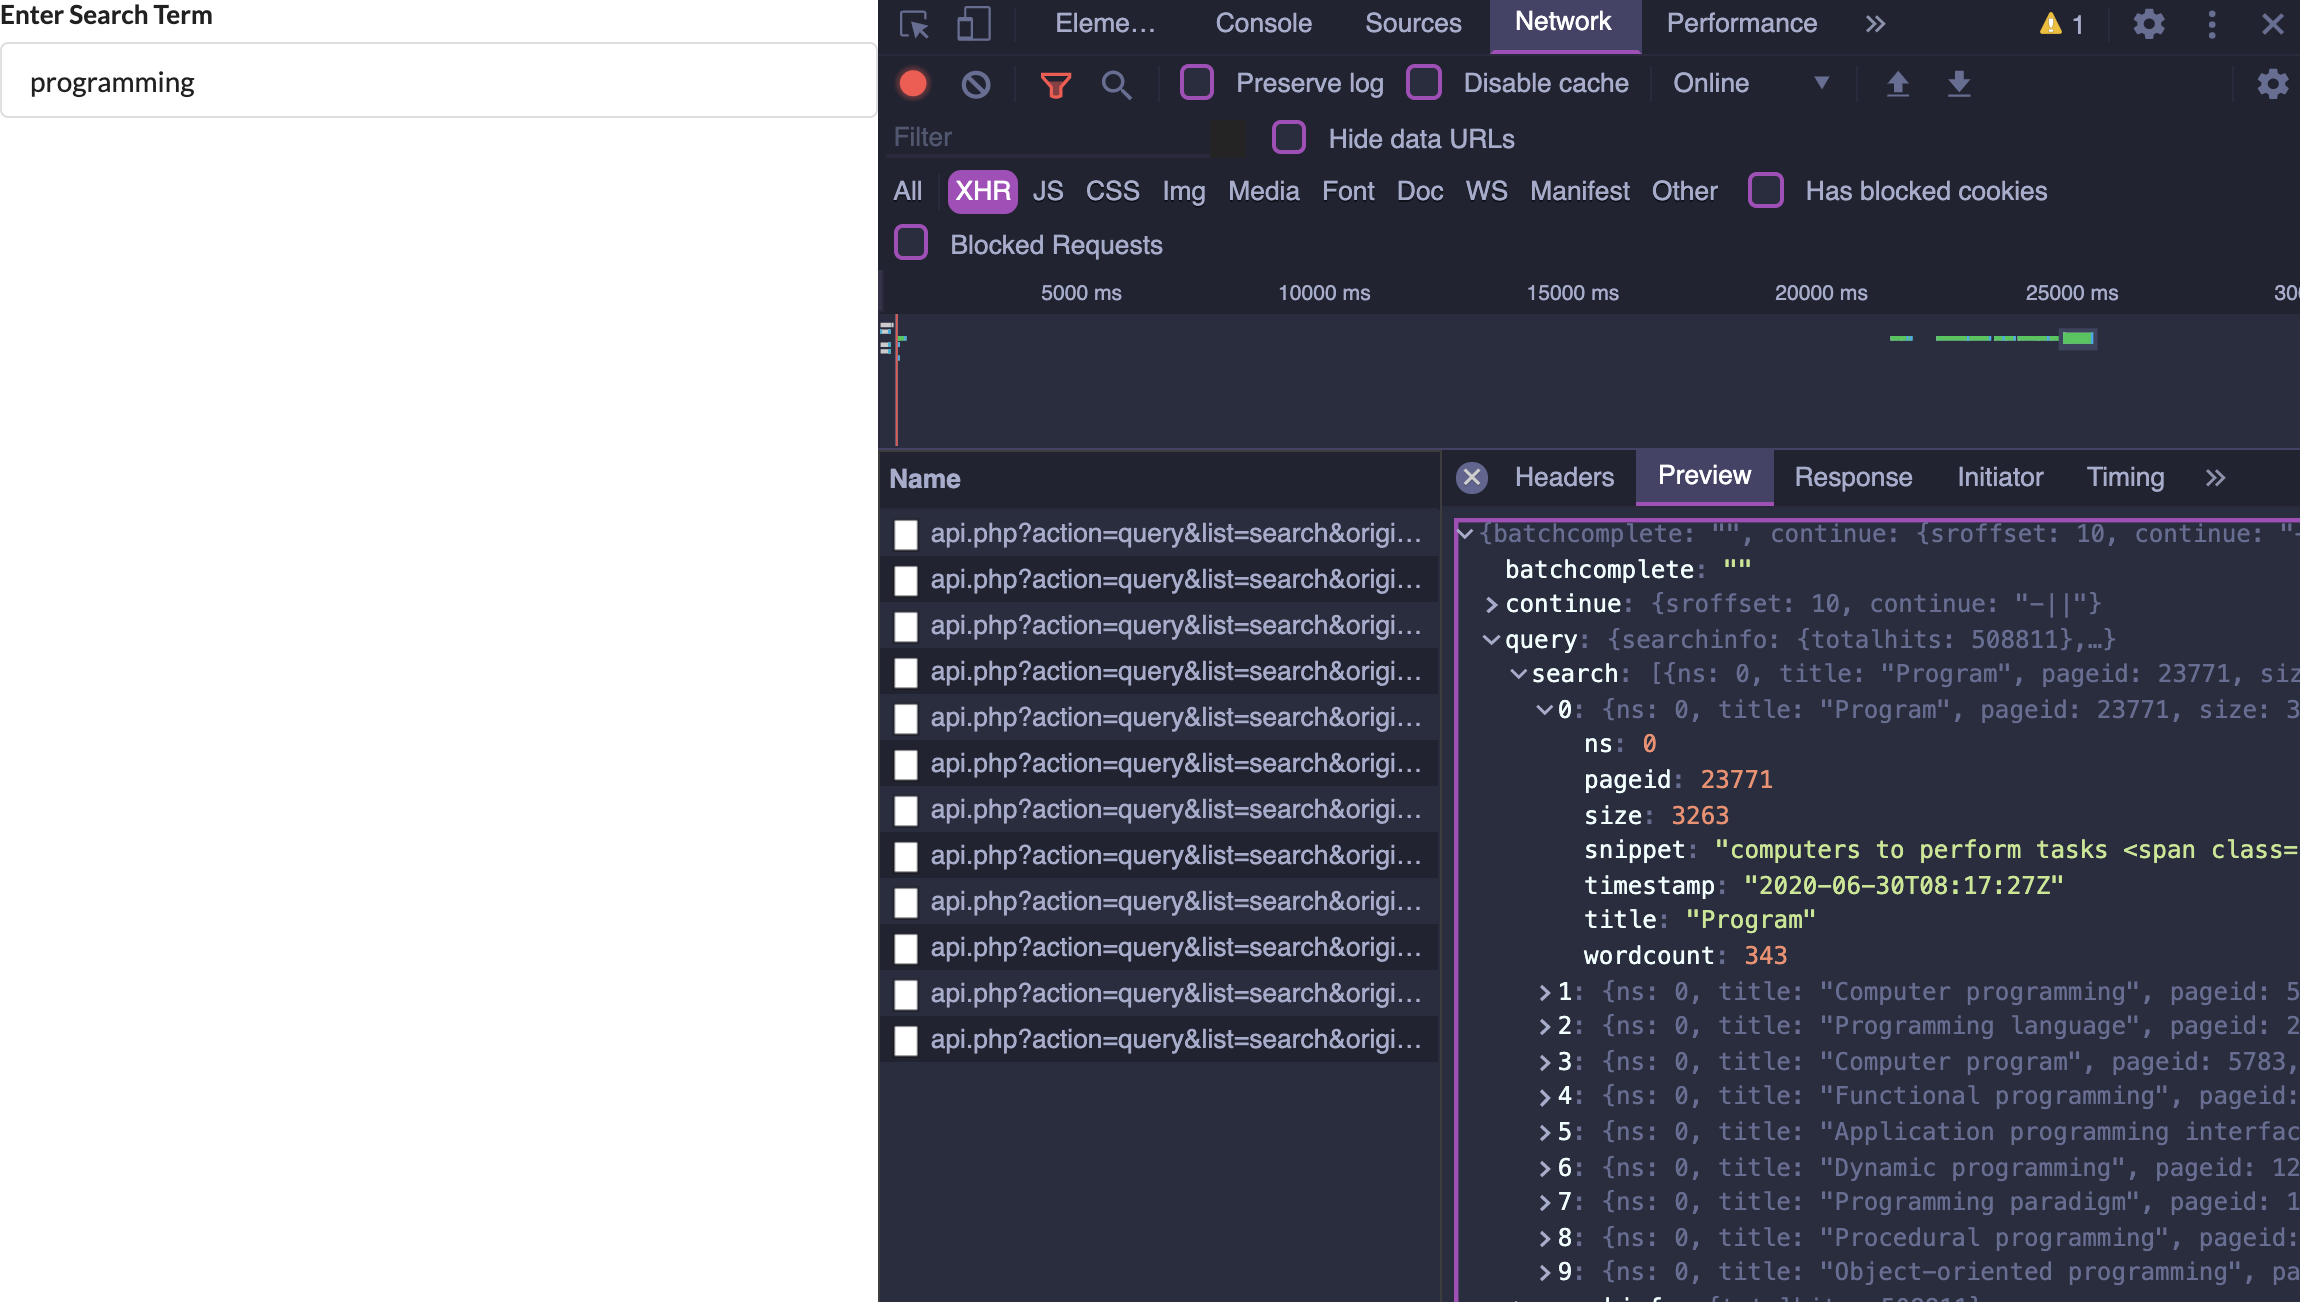 Enter Search Term
programming
Eleme… Console Sources Network Performance » 1
Preserve log Disable cache Online
Filter Hide data URLs
All XHR JS CSS Img Media Font Doc WS Manifest Other Has blocked cookies
Blocked Requests
5000 ms 10000 ms 15000 ms 20000 ms 25000 ms 30
Name
api.php?action=query&list=search&origi…
api.php?action=query&list=search&origi…
api.php?action=query&list=search&origi…
api.php?action=query&list=search&origi…
api.php?action=query&list=search&origi…
api.php?action=query&list=search&origi…
api.php?action=query&list=search&origi…
api.php?action=query&list=search&origi…
api.php?action=query&list=search&origi…
api.php?action=query&list=search&origi…
api.php?action=query&list=search&origi…
api.php?action=query&list=search&origi…
Headers Preview Response Initiator Timing »
{batchcomplete: "", continue: {sroffset: 10, continue: "-
batchcomplete: ""
continue: {sroffset: 10, continue: "-||"}
query: {searchinfo: {totalhits: 508811},…}
search: [{ns: 0, title: "Program", pageid: 23771, siz
0: {ns: 0, title: "Program", pageid: 23771, size: 3
ns: 0
pageid: 23771
size: 3263
snippet: "computers to perform tasks <span class=
timestamp: "2020-06-30T08:17:27Z"
title: "Program"
wordcount: 343
1: {ns: 0, title: "Computer programming", pageid: 5
2: {ns: 0, title: "Programming language", pageid: 2
3: {ns: 0, title: "Computer program", pageid: 5783,
4: {ns: 0, title: "Functional programming", pageid:
5: {ns: 0, title: "Application programming interfac
6: {ns: 0, title: "Dynamic programming", pageid: 12
7: {ns: 0, title: "Programming paradigm", pageid: 1
8: {ns: 0, title: "Procedural programming", pageid:
9: {ns: 0, title: "Object-oriented programming", pa